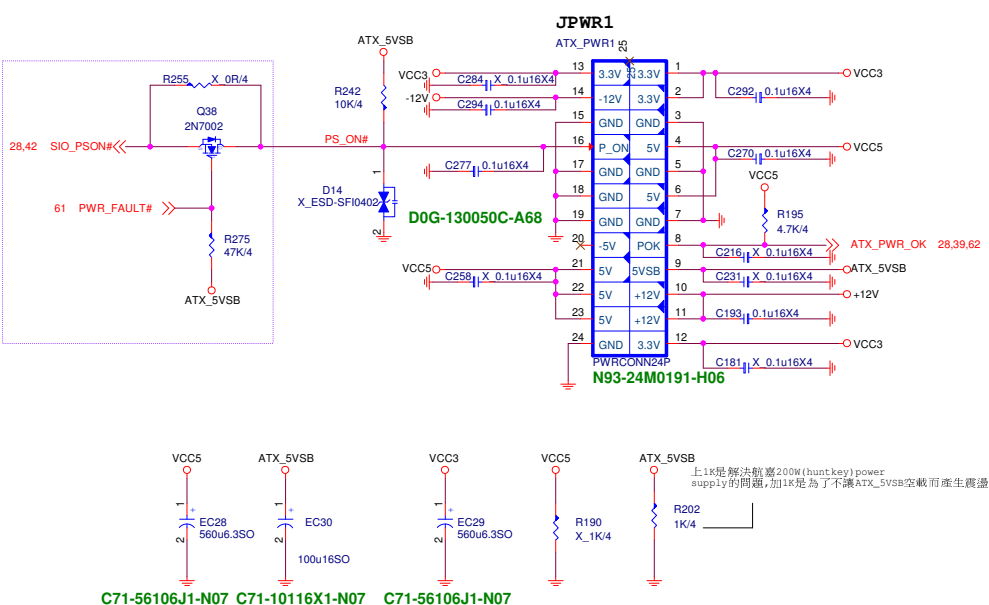 JPWR1
ATX_PWR1
25
ATX_5VSB
R255 X_0R/4
Q38
2N7002
28,42 SIO_PSON#
61 PWR_FAULT#
R275
47K/4
ATX_5VSB
R242
10K/4
PS_ON#
1
D14
X_ESD-SFI0402
2
D0G-130050C-A68
VCC3
C284 X_0.1u16X4
-12V
C294 0.1u16X4
C277 0.1u16X4
VCC5
C258 X_0.1u16X4
13 3.3V 25 3.3V 1
14 -12V 3.3V 2
15 GND GND 3
16 P_ON 5V 4
17 GND GND 5
18 GND 5V 6
19 GND GND 7
20 -5V POK 8
21 5V 5VSB 9
22 5V +12V 10
23 5V +12V 11
24 GND 3.3V 12
PWRCONN24P
N93-24M0191-H06
VCC3
C292 0.1u16X4
VCC5
C270 0.1u16X4
VCC5
R195
4.7K/4
ATX_PWR_OK 28,39,62
C216 X_0.1u16X4
ATX_5VSB
C231 X_0.1u16X4
+12V
C193 0.1u16X4
VCC3
C181 X_0.1u16X4
VCC5
1
+
EC28
560u6.3SO
2
C71-56106J1-N07
ATX_5VSB
1
+
EC30
2
100u16SO
C71-10116X1-N07
VCC3
1
+
EC29
560u6.3SO
2
C71-56106J1-N07
VCC5
R190
X_1K/4
ATX_5VSB
R202
1K/4
上1K是解決航嘉200W(huntkey)power
supply的問題,加1K是為了不讓ATX_5VSB空載而產生震盪